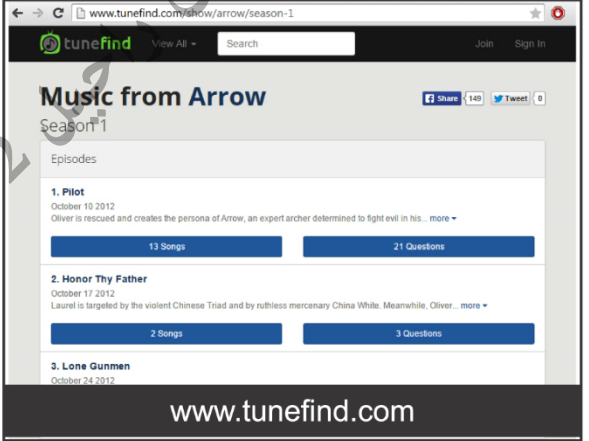 www.tunefind.com/show/arrow/season-1
tunefind View All Search Join Sign In
Music from Arrow
Share 149 Tweet 0
Season 1
Episodes
1. Pilot
October 10 2012
Oliver is rescued and creates the persona of Arrow, an expert archer determined to fight evil in his... more
13 Songs 21 Questions
2. Honor Thy Father
October 17 2012
Laurel is targeted by the violent Chinese Triad and by ruthless mercenary China White. Meanwhile, Oliver... more
2 Songs 3 Questions
3. Lone Gunmen
October 24 2012
www.tunefind.com